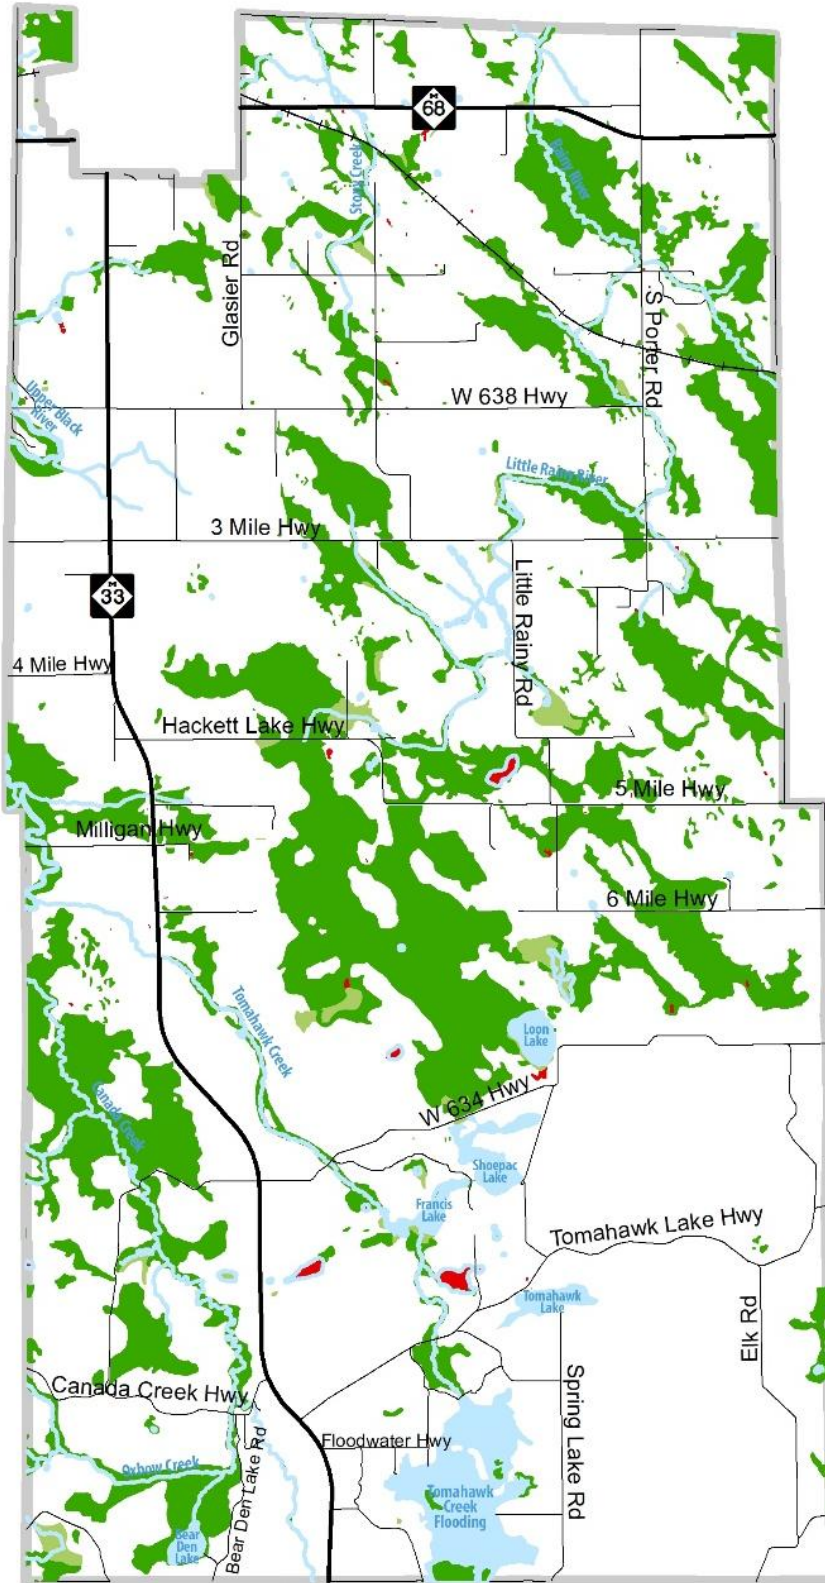 M
68
Stony Creek
Rainy River
Glasier Rd
S Porter Rd
Upper Black
River
W 638 Hwy
Little Rainy River
3 Mile Hwy
M
33
Little Rainy Rd
4 Mile Hwy
Hackett Lake Hwy
5 Mile Hwy
Milligan Hwy
6 Mile Hwy
Tomahawk Creek
Loon
Lake
Canada Creek
W 634 Hwy
Shoepac
Lake
Francis
Lake
Tomahawk Lake Hwy
Tomahawk
Lake
Elk Rd
Canada Creek Hwy
Spring Lake Rd
Floodwater Hwy
Oxbow Creek
Bear Den Lake Rd
Tomahawk
Creek
Flooding
Bear
Den
Lake